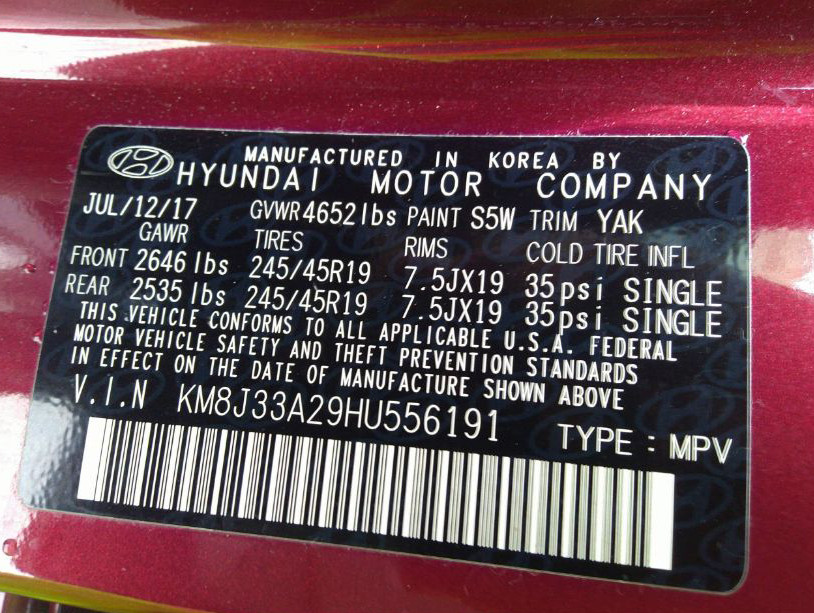 MANUFACTURED IN KOREA BY
HYUNDAI MOTOR COMPANY
JUL/12/17 GVWR 4652 lbs PAINT S5W TRIM YAK
GAWR TIRES RIMS COLD TIRE INFL
FRONT 2646 lbs 245/45R19 7.5JX19 35psi SINGLE
REAR 2535 lbs 245/45R19 7.5JX19 35psi SINGLE
THIS VEHICLE CONFORMS TO ALL APPLICABLE U.S.A. FEDERAL
MOTOR VEHICLE SAFETY AND THEFT PREVENTION STANDARDS
IN EFFECT ON THE DATE OF MANUFACTURE SHOWN ABOVE
V.I.N KM8J33A29HU556191 TYPE : MPV